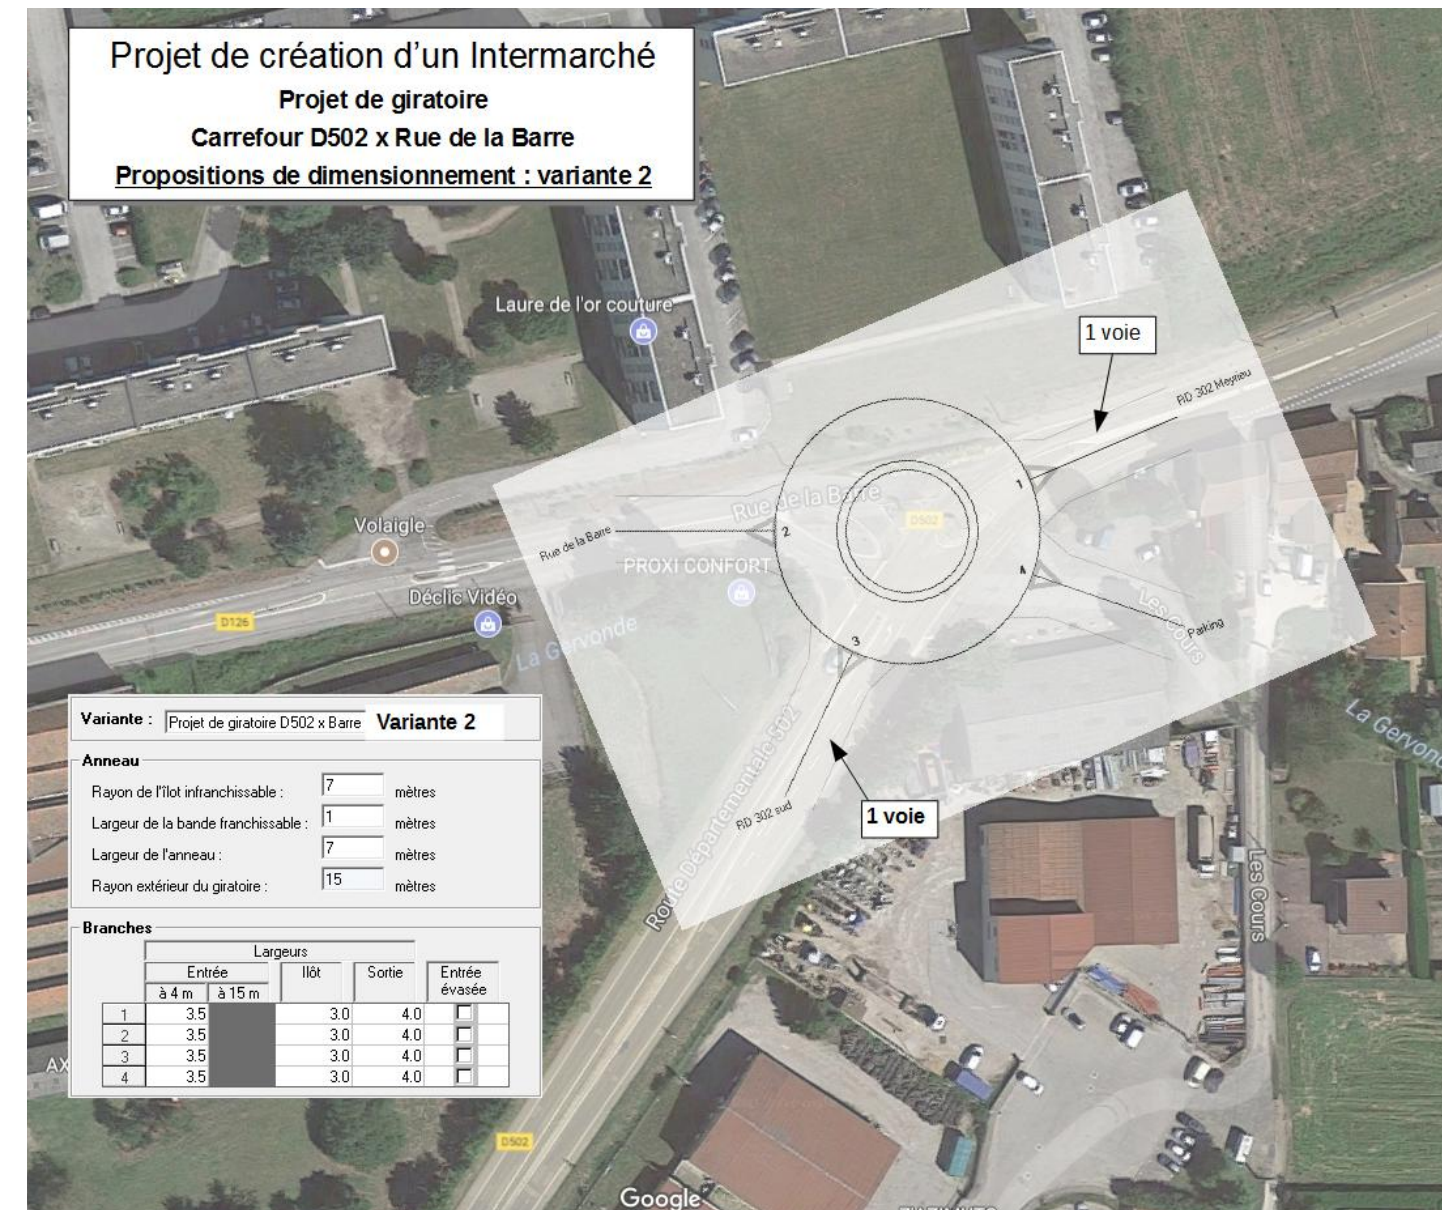 Projet de création d'un Intermarché
Projet de giratoire
Carrefour D502 x Rue de la Barre
Propositions de dimensionnement : variante 2
Laure de l'or couture
1 voie
RD 302 Meyrieu
Rue de la Barre
D502
1
2
Volaigle
Rue de la Barre
PROXI CONFORT
Déclic Vidéo
4
Les Cours
D126
La Gervonde
3
Parking
Variante :
Projet de giratoire D502 x Barre
Variante 2
Route Départementale 502
La Gervonde
Anneau
Rayon de l'îlot infranchissable : 7 mètres
Largeur de la bande franchissable : 1 mètres
RD 302 sud
1 voie
Largeur de l'anneau : 7 mètres
Rayon extérieur du giratoire : 15 mètres
Les Cours
Branches
Largeurs
Entrée Ilôt Sortie Entrée évasée
à 4 m à 15 m
1 3.5 3.0 4.0
2 3.5 3.0 4.0
3 3.5 3.0 4.0
4 3.5 3.0 4.0
AX
D502
Google